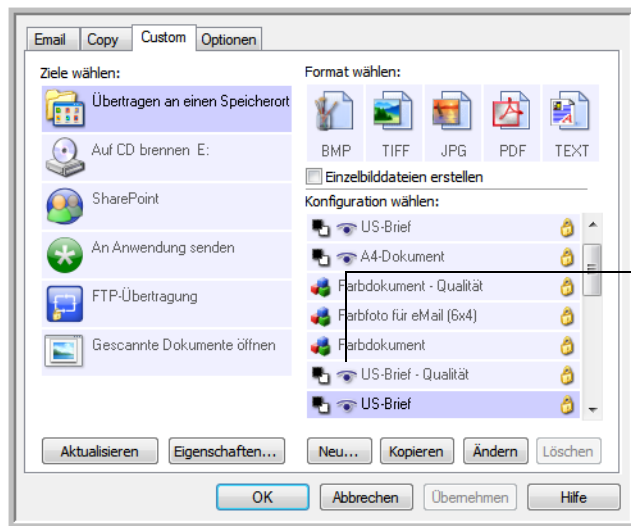 Email Copy Custom Optionen
Ziele wählen:
Übertragen an einen Speicherort
Auf CD brennen E:
SharePoint
An Anwendung senden
FTP-Übertragung
Gescannte Dokumente öffnen
Format wählen:
BMP TIFF JPG PDF TEXT
Einzelbilddateien erstellen
Konfiguration wählen:
US-Brief
A4-Dokument
Farbdokument - Qualität
Farbfoto für eMail (6x4)
Farbdokument
US-Brief - Qualität
US-Brief
Aktualisieren Eigenschaften... Neu... Kopieren Ändern Löschen
OK Abbrechen Übernehmen Hilfe